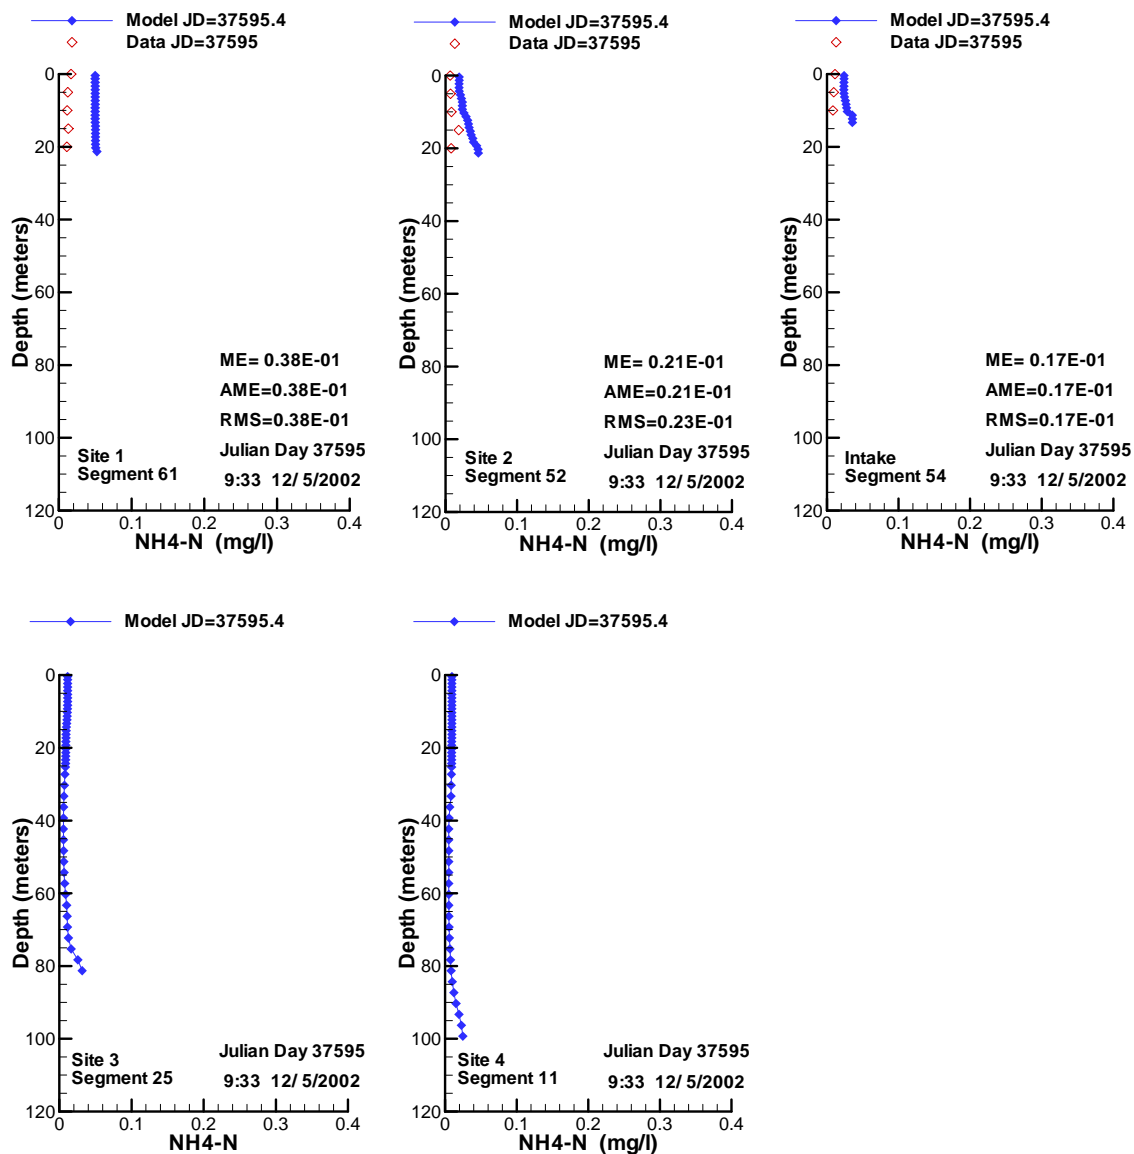 Model JD=37595.4
Data JD=37595
0
20
40
60
80
100
120
Depth (meters)
ME= 0.38E-01
AME=0.38E-01
RMS=0.38E-01
Julian Day 37595
9:33 12/ 5/2002
Site 1
Segment 61
0 0.1 0.2 0.3 0.4
NH4-N (mg/l)
Model JD=37595.4
Data JD=37595
0
20
40
60
80
100
120
Depth (meters)
ME= 0.21E-01
AME=0.21E-01
RMS=0.23E-01
Julian Day 37595
9:33 12/ 5/2002
Site 2
Segment 52
0 0.1 0.2 0.3 0.4
NH4-N (mg/l)
Model JD=37595.4
Data JD=37595
0
20
40
60
80
100
120
Depth (meters)
ME= 0.17E-01
AME=0.17E-01
RMS=0.17E-01
Julian Day 37595
9:33 12/ 5/2002
Intake
Segment 54
0 0.1 0.2 0.3 0.4
NH4-N (mg/l)
Model JD=37595.4
0
20
40
60
80
100
120
Depth (meters)
Julian Day 37595
9:33 12/ 5/2002
Site 3
Segment 25
0 0.1 0.2 0.3 0.4
NH4-N
Model JD=37595.4
0
20
40
60
80
100
120
Depth (meters)
Julian Day 37595
9:33 12/ 5/2002
Site 4
Segment 11
0 0.1 0.2 0.3 0.4
NH4-N (mg/l)